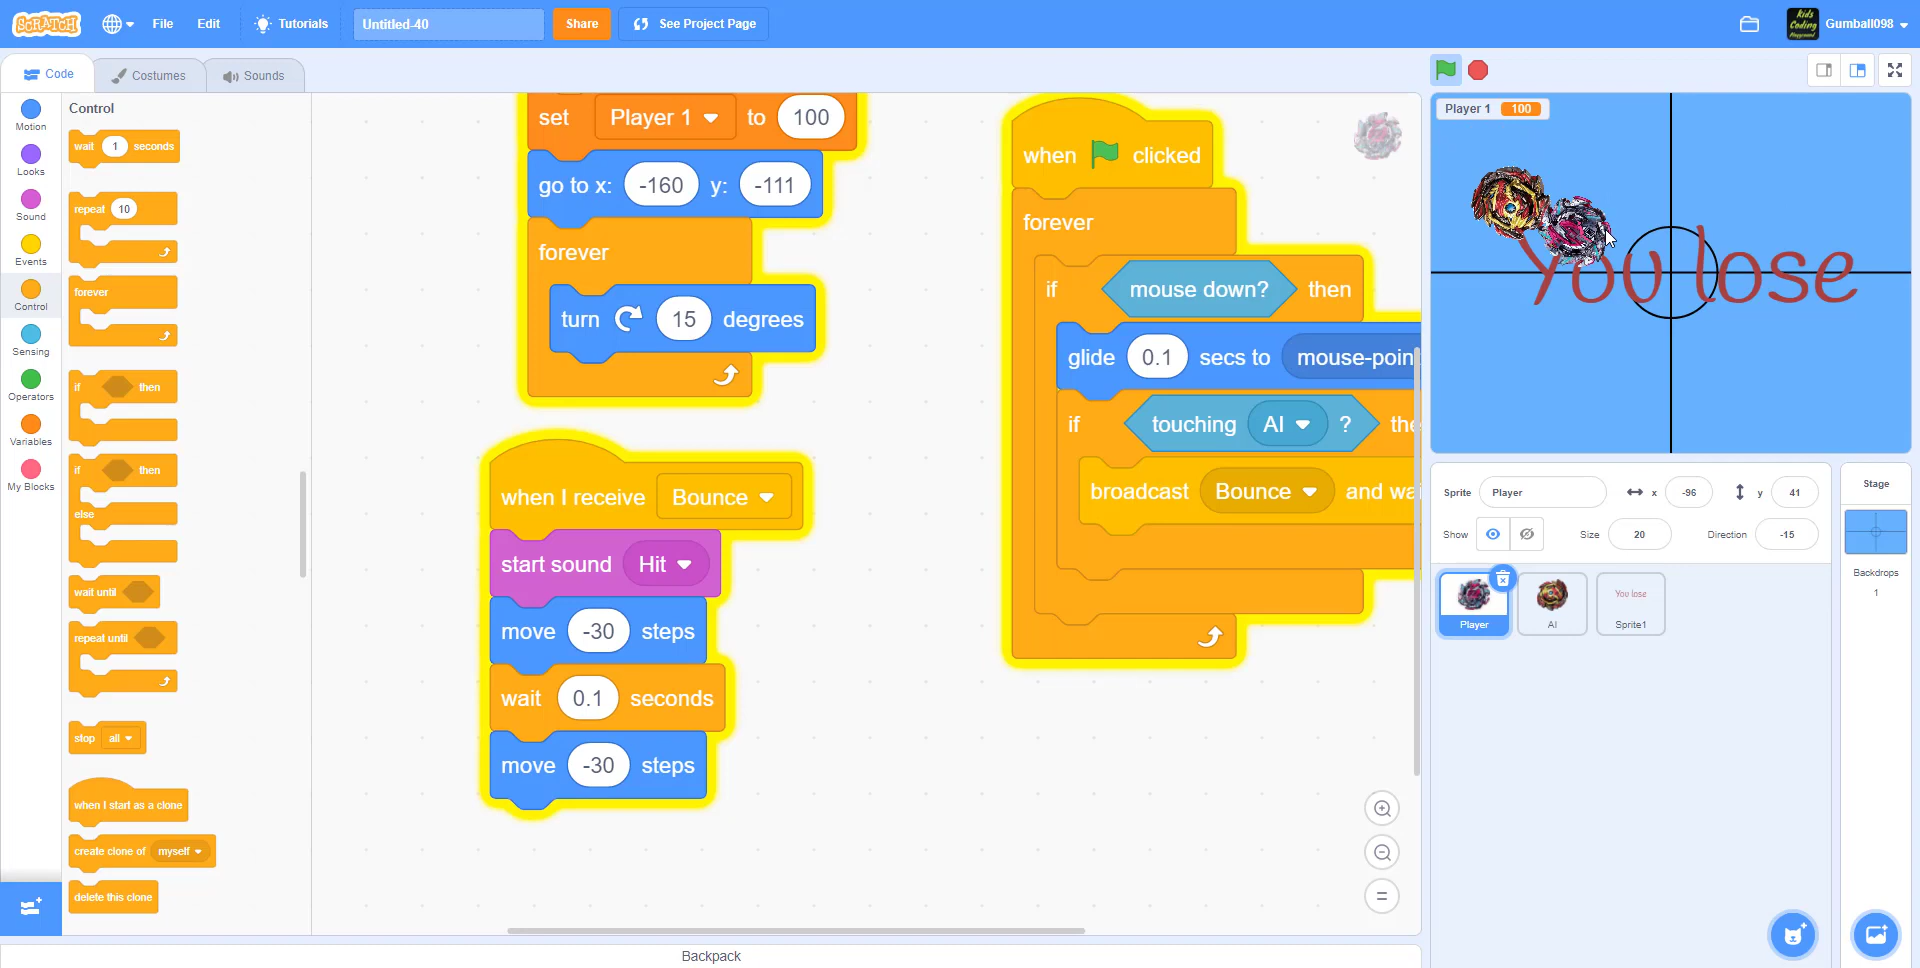 SCRATCH
File
Edit
Tutorials
Untitled-40
Share
See Project Page
Kids
Coding
Playground
Gumball098
Code
Costumes
Sounds
Motion
Looks
Sound
Events
Control
Sensing
Operators
Variables
My Blocks
Control
wait 1 seconds
repeat 10
forever
if then
if then
else
wait until
repeat until
stop all
when I start as a clone
create clone of myself
delete this clone
set Player 1 to 100
go to x: -160 y: -111
forever
turn 15 degrees
when I receive Bounce
start sound Hit
move -30 steps
wait 0.1 seconds
move -30 steps
when clicked
forever
if mouse down? then
glide 0.1 secs to mouse-poin
if touching AI ? the
broadcast Bounce and wai
Player 1 100
You lose
Sprite Player x -96 y 41
Show Size 20 Direction -15
Player
AI
You lose
Sprite1
Stage
Backdrops
1
Backpack